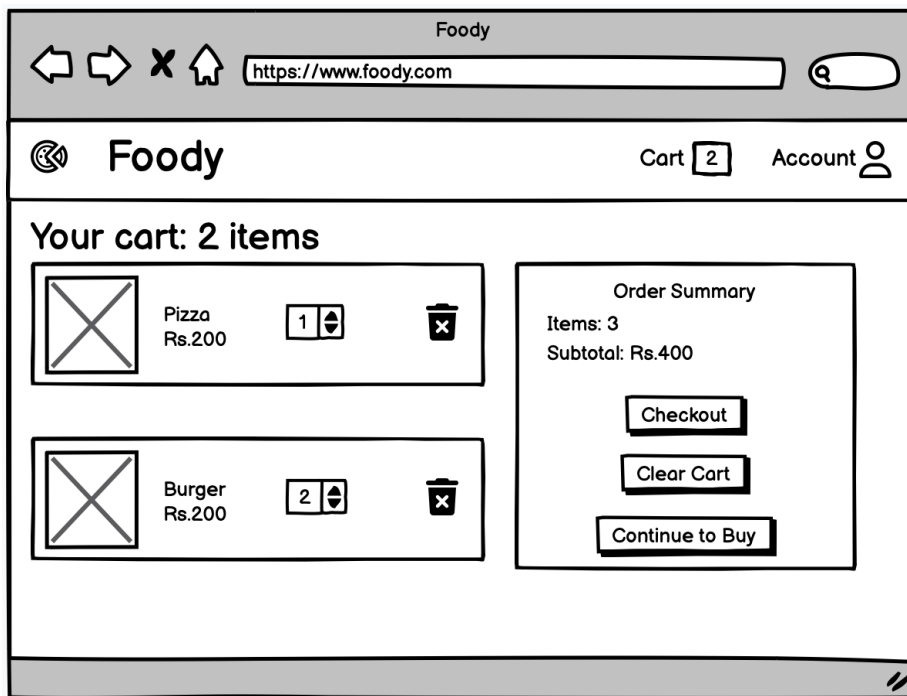 Foody
https://www.foody.com
Foody
Cart 2
Account
Your cart: 2 items
Pizza
Rs.200
1
Burger
Rs.200
2
Order Summary
Items: 3
Subtotal: Rs.400
Checkout
Clear Cart
Continue to Buy